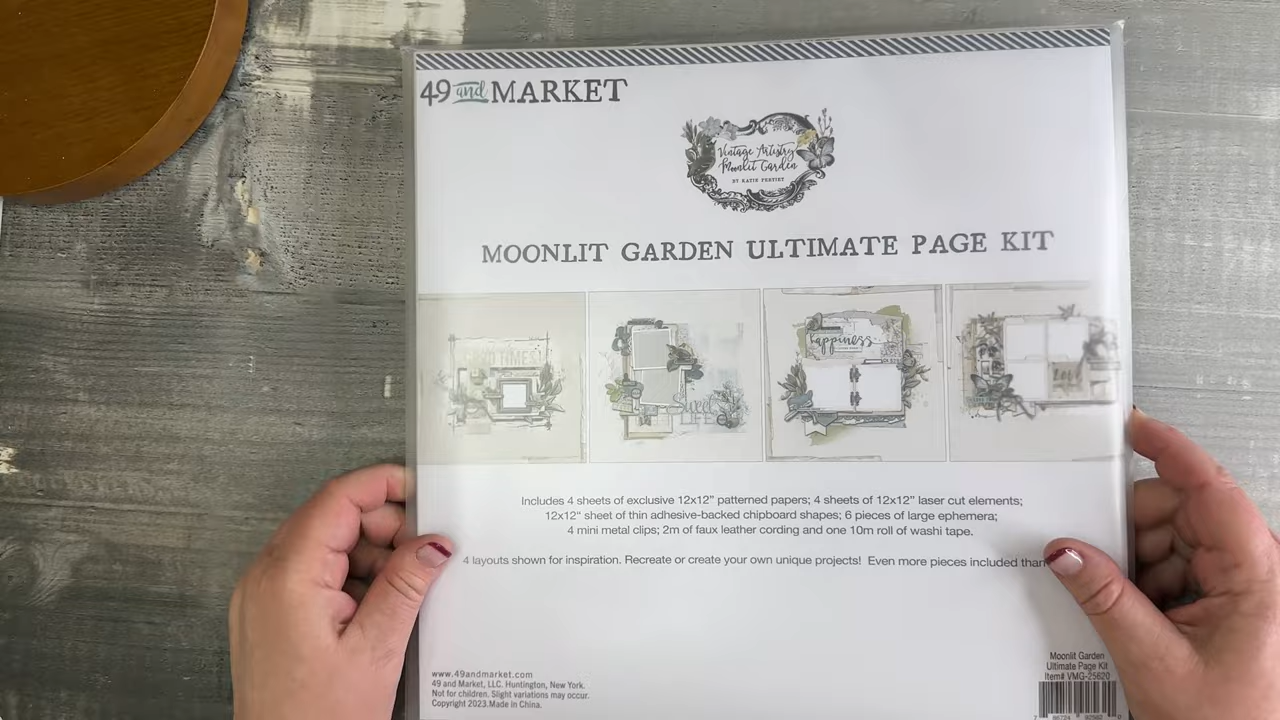 49 and MARKET
Vintage Artistry
Moonlit Garden
BY KATIE PERTIET
MOONLIT GARDEN ULTIMATE PAGE KIT
GOOD TIMES
Sweet
LIFE
happiness
Includes 4 sheets of exclusive 12x12" patterned papers; 4 sheets of 12x12" laser cut elements;
12x12" sheet of thin adhesive-backed chipboard shapes; 6 pieces of large ephemera;
4 mini metal clips; 2m of faux leather cording and one 10m roll of washi tape.
4 layouts shown for inspiration. Recreate or create your own unique projects! Even more pieces included than
www.49andmarket.com
49 and Market, LLC. Huntington, New York.
Not for children. Slight variations may occur.
Copyright 2023.Made in China.
Moonlit Garden
Ultimate Page Kit
Item# VMG-25620